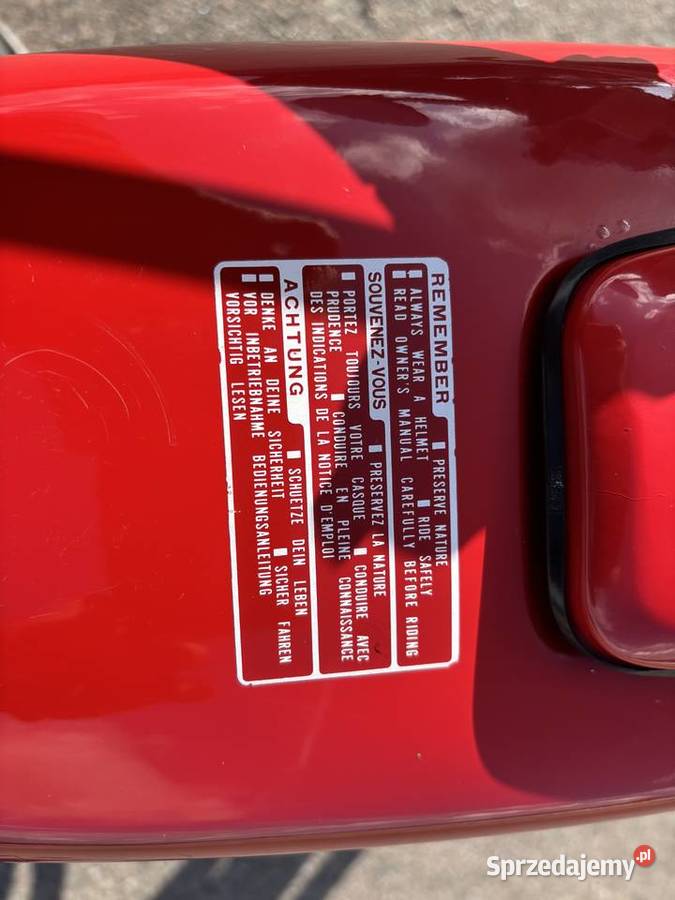 REMEMBER ■ PRESERVE NATURE
■ ALWAYS WEAR A HELMET ■ RIDE SAFELY
■ READ OWNER'S MANUAL CAREFULLY BEFORE RIDING
SOUVENEZ-VOUS ■ PRESERVEZ LA NATURE
■ PORTEZ TOUJOURS VOTRE CASQUE ■ CONDUIRE AVEC
PRUDENCE ■ CONDUIRE EN PLEINE CONNAISSANCE
DES INDICATIONS DE LA NOTICE D'EMPLOI
ACHTUNG ■ SCHUETZE DEIN LEBEN
■ DENKE AN DEINE SICHERHEIT ■ SICHER FAHREN
■ VOR INBETRIEBNAHME BEDIENUNGSANLEITUNG
VORSICHTIG LESEN
Sprzedajemy.pl